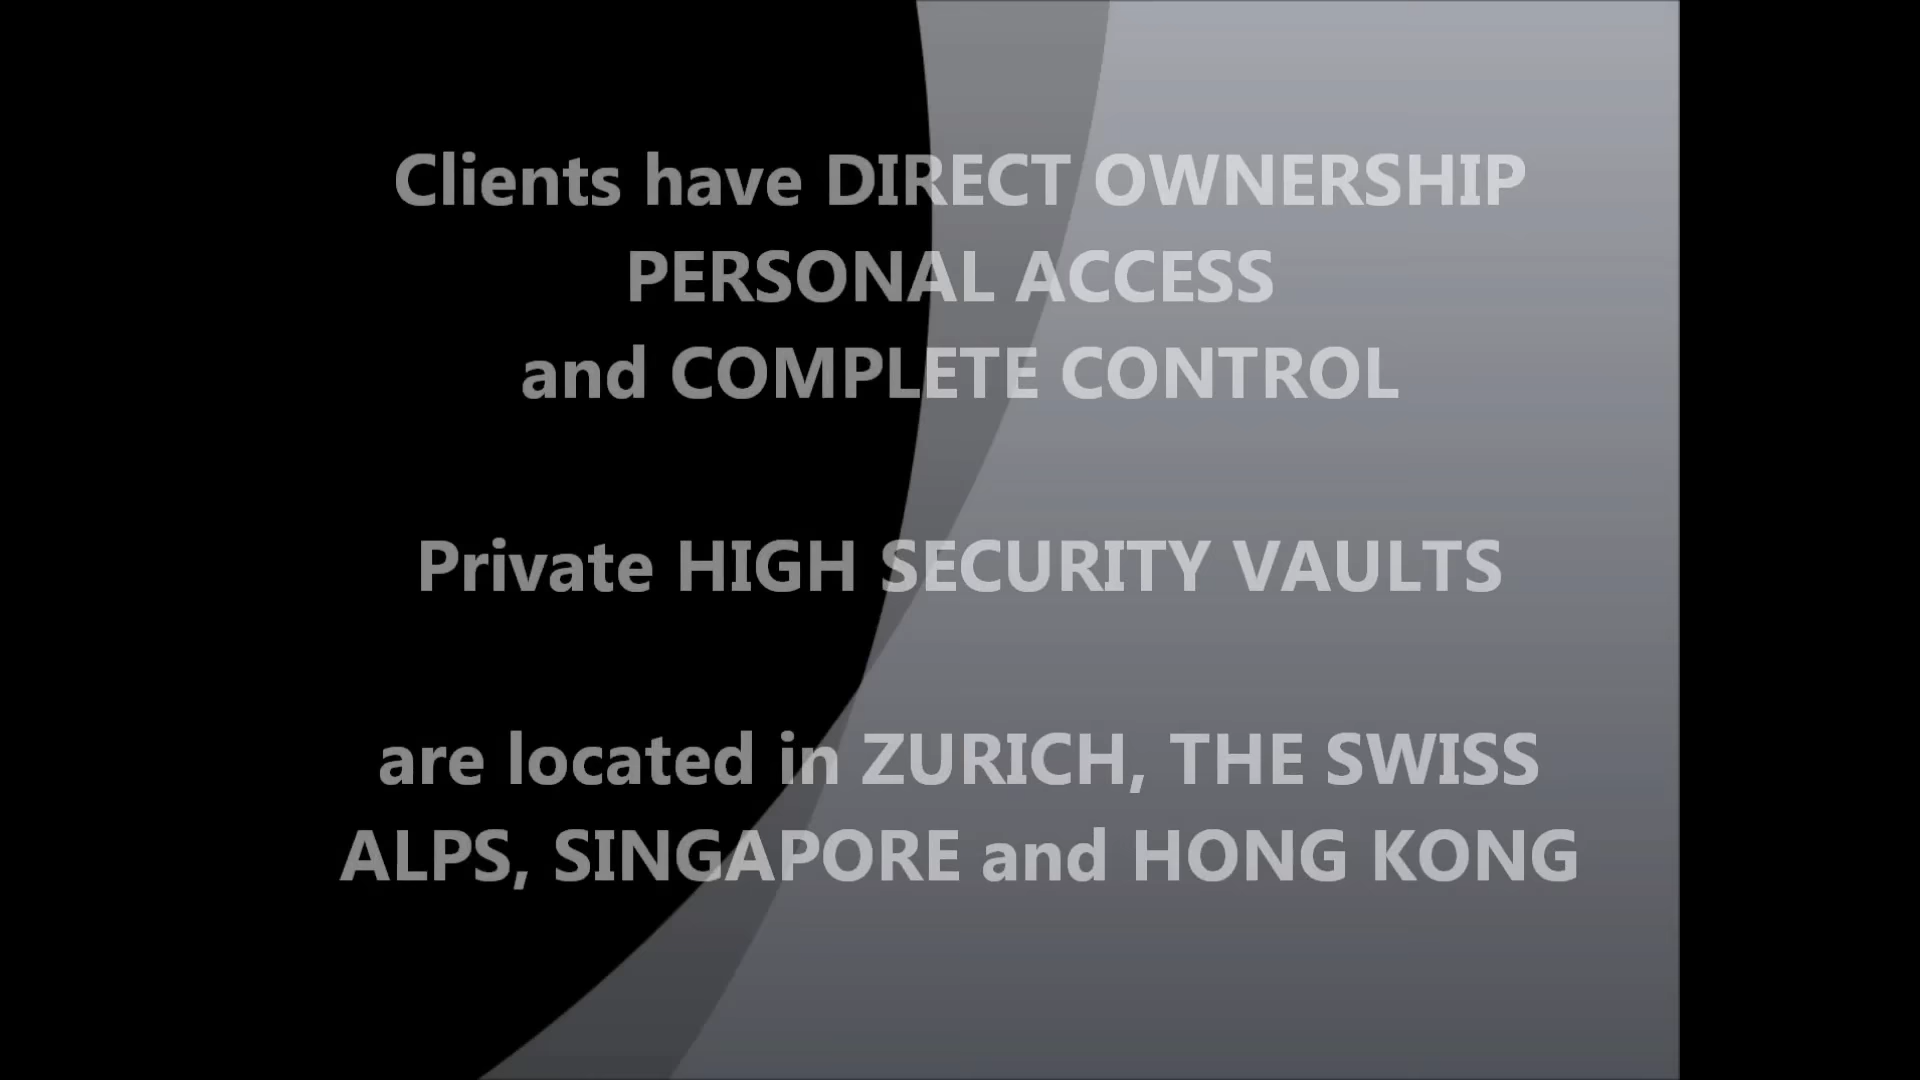 Clients have DIRECT OWNERSHIP
PERSONAL ACCESS
and COMPLETE CONTROL
Private HIGH SECURITY VAULTS
are located in ZURICH, THE SWISS
ALPS, SINGAPORE and HONG KONG